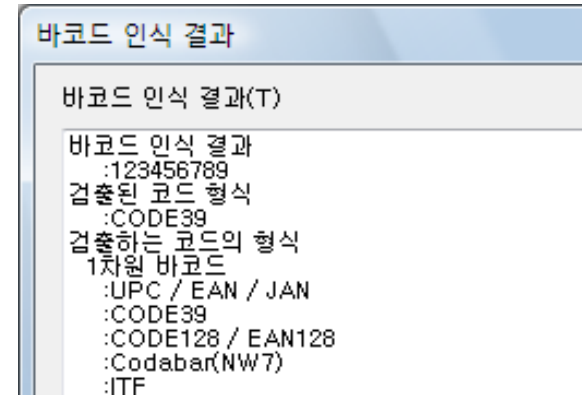 바코드 인식 결과
바코드 인식 결과(T)
바코드 인식 결과
:123456789
검출된 코드 형식
:CODE39
검출하는 코드의 형식
1차원 바코드
:UPC / EAN / JAN
:CODE39
:CODE128 / EAN128
:Codabar(NW7)
:ITF